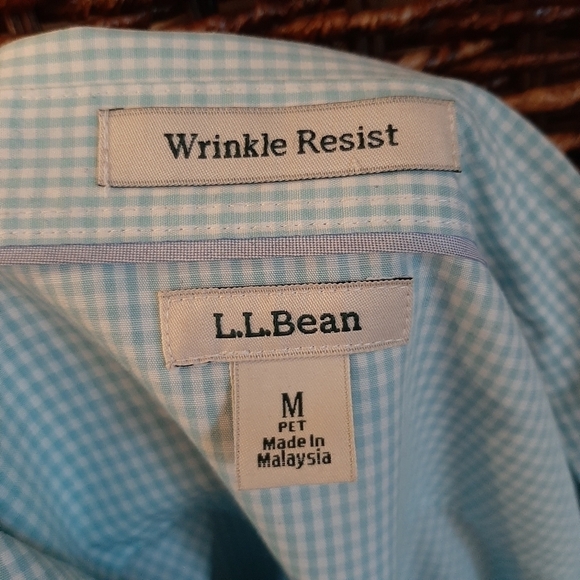 Wrinkle Resist
L.L.Bean
M
PET
Made In
Malaysia